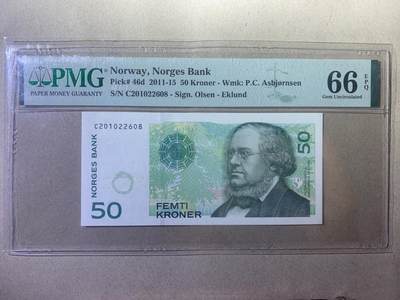 PMG
PAPER MONEY GUARANTY
Norway, Norges Bank
Pick# 46d 2011-15 50 Kroner - Wmk: P.C. Asbjørnsen
S/N C201022608 - Sign. Olsen - Eklund
66 EPQ
Gem Uncirculated
C201022608
NORGES BANK
50
50
FEMTI
KRONER